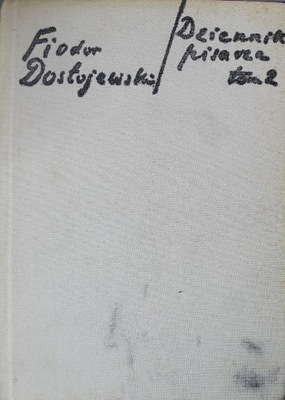 Fiodor
Dostojewski
Dziennik
pisarza
tom 2